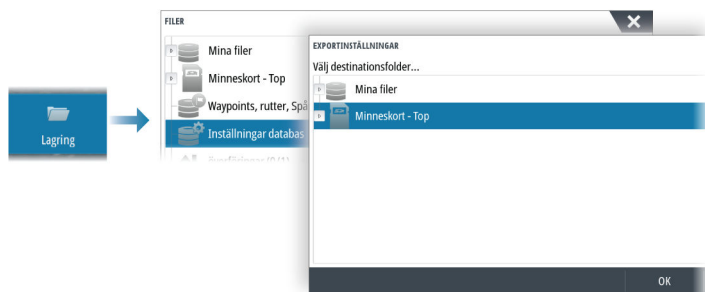 Lagring
FILER
Mina filer
Minneskort - Top
Waypoints, rutter, Spå
Inställningar databas
EXPORTINSTÄLLNINGAR
Välj destinationsfolder...
Mina filer
Minneskort - Top
OK